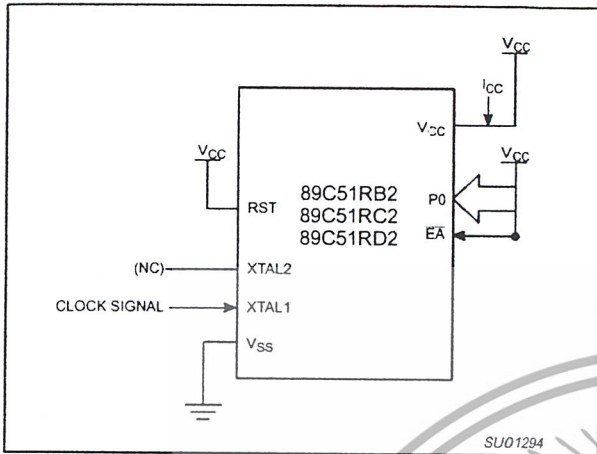 VCC
ICC
VCC
VCC
VCC
RST
89C51RB2
P0
89C51RC2
89C51RD2
EA
(NC)
XTAL2
CLOCK SIGNAL
XTAL1
VSS
SU01294